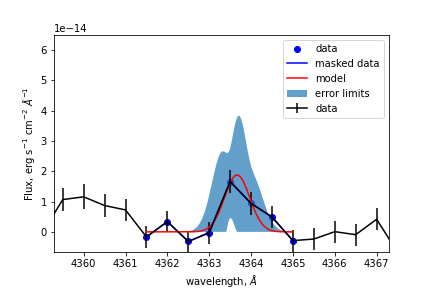 1e−14
data
masked data
model
error limits
data
6
5
4
3
2
1
0
Flux, erg s⁻¹ cm⁻² Å⁻¹
4360 4361 4362 4363 4364 4365 4366 4367
wavelength, Å